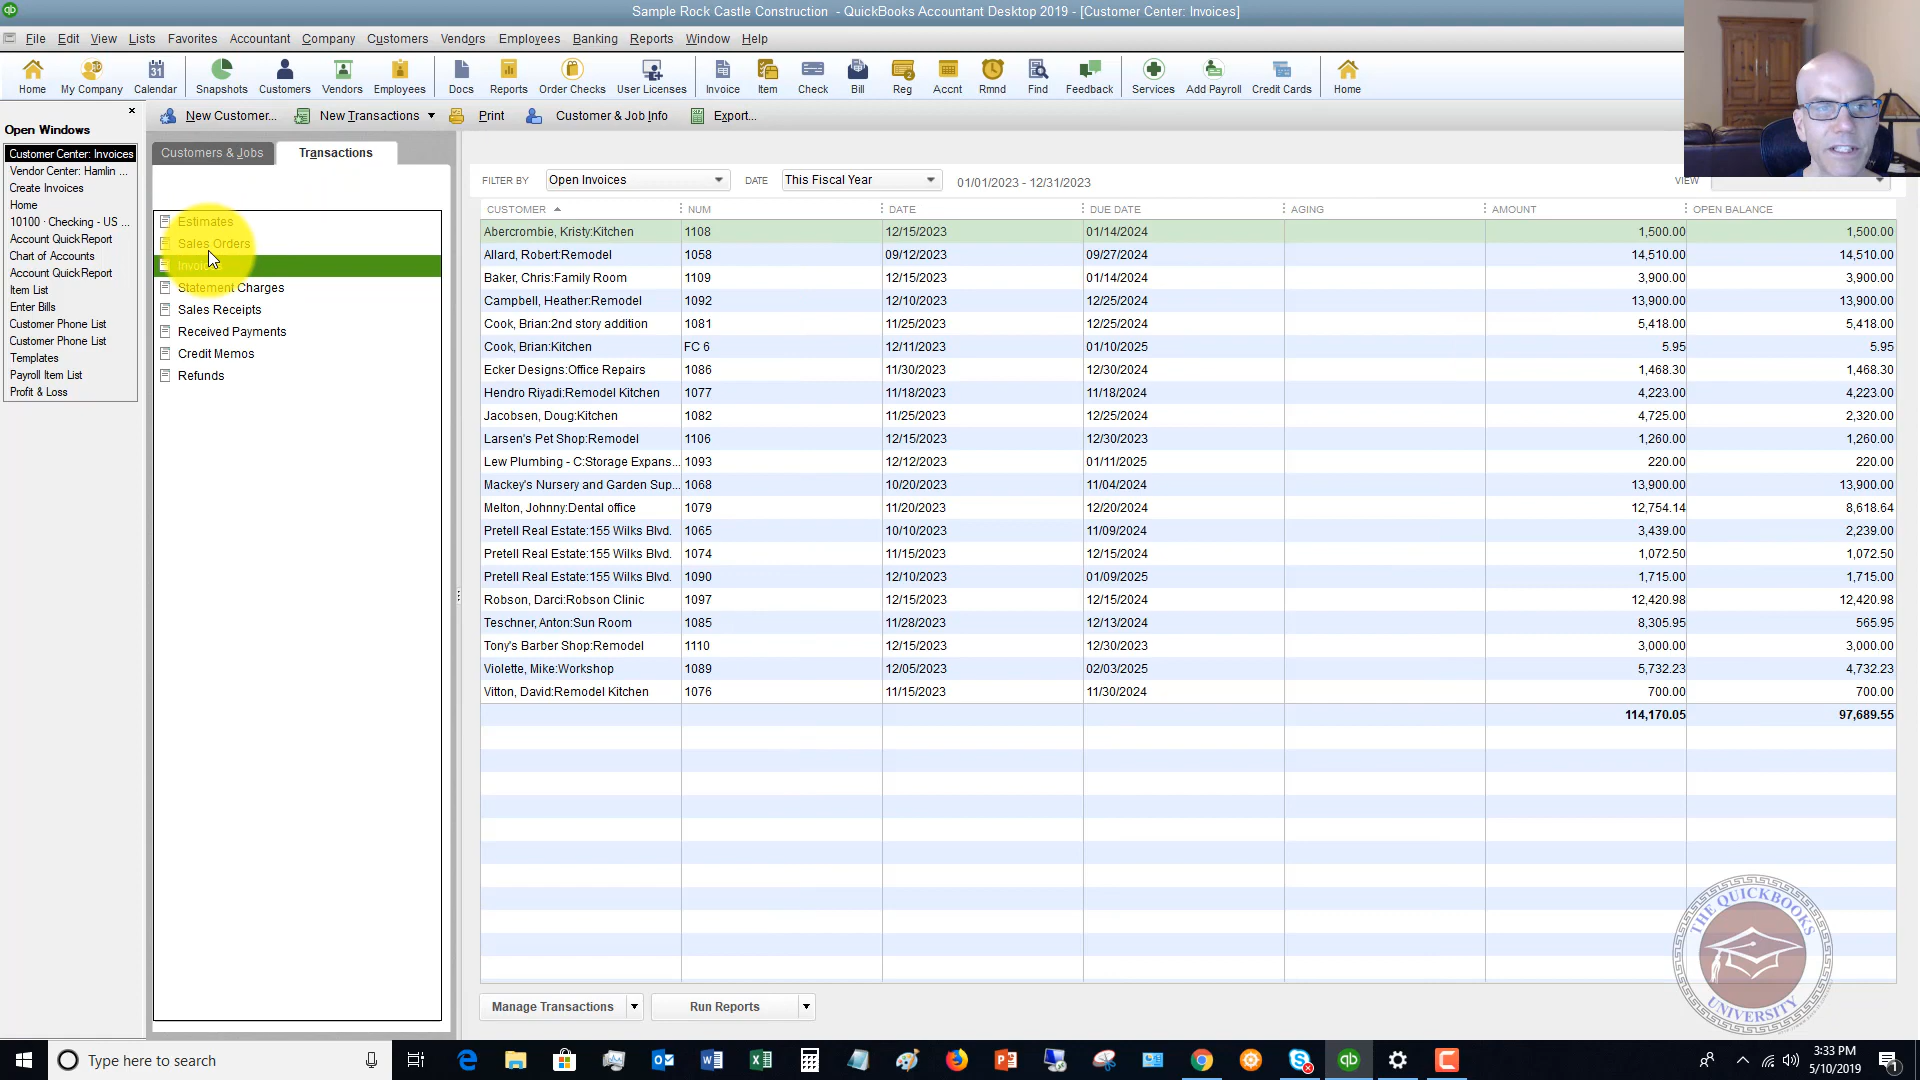 Sample Rock Castle Construction - QuickBooks Accountant Desktop 2019 - [Customer Center: Invoices]
File Edit View Lists Favorites Accountant Company Customers Vendors Employees Banking Reports Window Help
Home My Company Calendar Snapshots Customers Vendors Employees Docs Reports Order Checks User Licenses Invoice Item Check Bill Reg Accnt Rmnd Find Feedback Services Add Payroll Credit Cards Home
New Customer... New Transactions Print Customer & Job Info Export...
Open Windows
Customer Center: Invoices
Vendor Center: Hamlin ...
Create Invoices
Home
10100 · Checking - US ...
Account QuickReport
Chart of Accounts
Account QuickReport
Item List
Enter Bills
Customer Phone List
Customer Phone List
Templates
Payroll Item List
Profit & Loss
Customers & Jobs Transactions
Estimates
Sales Orders
Statement Charges
Sales Receipts
Received Payments
Credit Memos
Refunds
FILTER BY Open Invoices DATE This Fiscal Year 01/01/2023 - 12/31/2023 VIEW
CUSTOMER NUM DATE DUE DATE AGING AMOUNT OPEN BALANCE
Abercrombie, Kristy:Kitchen 1108 12/15/2023 01/14/2024 1,500.00 1,500.00
Allard, Robert:Remodel 1058 09/12/2023 09/27/2024 14,510.00 14,510.00
Baker, Chris:Family Room 1109 12/15/2023 01/14/2024 3,900.00 3,900.00
Campbell, Heather:Remodel 1092 12/10/2023 12/25/2024 13,900.00 13,900.00
Cook, Brian:2nd story addition 1081 11/25/2023 12/25/2024 5,418.00 5,418.00
Cook, Brian:Kitchen FC 6 12/11/2023 01/10/2025 5.95 5.95
Ecker Designs:Office Repairs 1086 11/30/2023 12/30/2024 1,468.30 1,468.30
Hendro Riyadi:Remodel Kitchen 1077 11/18/2023 11/18/2024 4,223.00 4,223.00
Jacobsen, Doug:Kitchen 1082 11/25/2023 12/25/2024 4,725.00 2,320.00
Larsen's Pet Shop:Remodel 1106 12/15/2023 12/30/2023 1,260.00 1,260.00
Lew Plumbing - C:Storage Expans... 1093 12/12/2023 01/11/2025 220.00 220.00
Mackey's Nursery and Garden Sup... 1068 10/20/2023 11/04/2024 13,900.00 13,900.00
Melton, Johnny:Dental office 1079 11/20/2023 12/20/2024 12,754.14 8,618.64
Pretell Real Estate:155 Wilks Blvd. 1065 10/10/2023 11/09/2024 3,439.00 2,239.00
Pretell Real Estate:155 Wilks Blvd. 1074 11/15/2023 12/15/2024 1,072.50 1,072.50
Pretell Real Estate:155 Wilks Blvd. 1090 12/10/2023 01/09/2025 1,715.00 1,715.00
Robson, Darci:Robson Clinic 1097 12/15/2023 12/15/2024 12,420.98 12,420.98
Teschner, Anton:Sun Room 1085 11/28/2023 12/13/2024 8,305.95 565.95
Tony's Barber Shop:Remodel 1110 12/15/2023 12/30/2023 3,000.00 3,000.00
Violette, Mike:Workshop 1089 12/05/2023 02/03/2025 5,732.23 4,732.23
Vitton, David:Remodel Kitchen 1076 11/15/2023 11/30/2024 700.00 700.00
114,170.05 97,689.55
Manage Transactions Run Reports
THE QUICKBOOKS UNIVERSITY
Type here to search
3:33 PM
5/10/2019